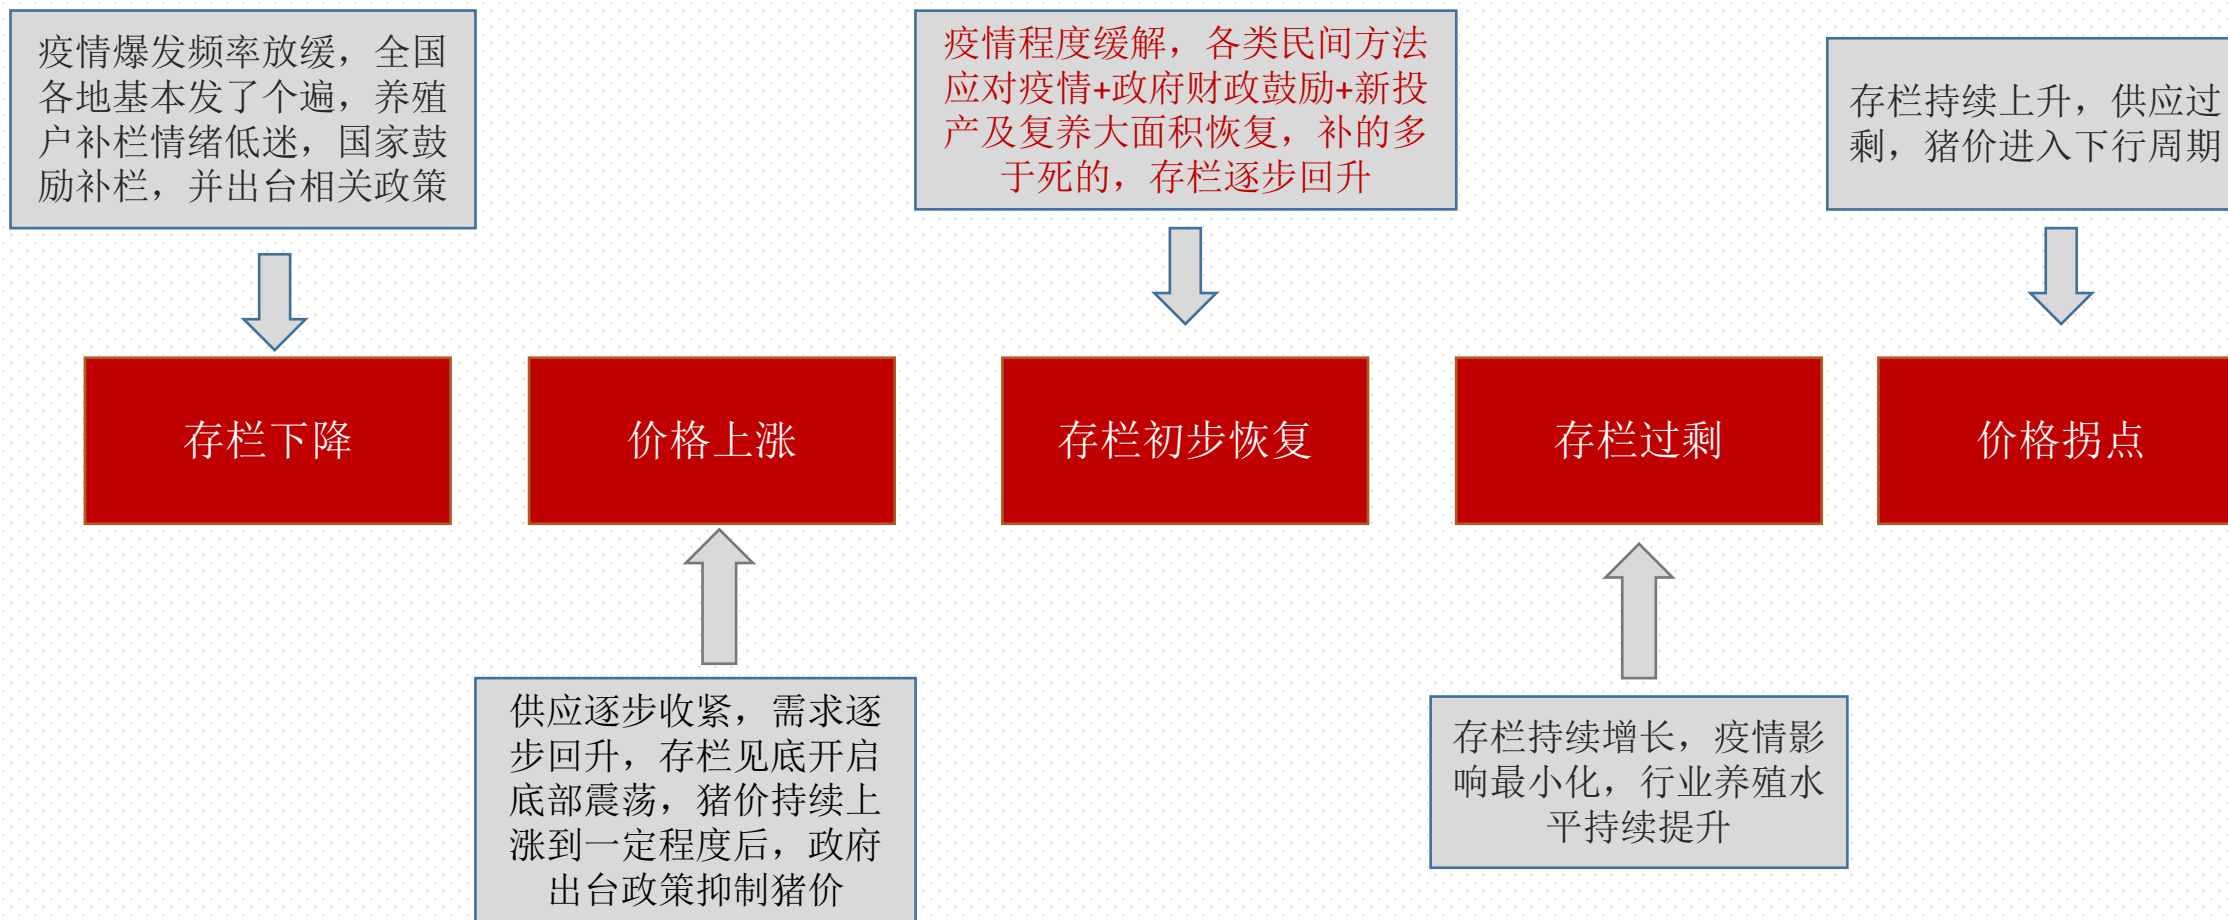 疫情爆发频率放缓，全国
各地基本发了个遍，养殖
户补栏情绪低迷，国家鼓
励补栏，并出台相关政策
疫情程度缓解，各类民间方法
应对疫情+政府财政鼓励+新投
产及复养大面积恢复，补的多
于死的，存栏逐步回升
存栏持续上升，供应过
剩，猪价进入下行周期
存栏下降
价格上涨
存栏初步恢复
存栏过剩
价格拐点
供应逐步收紧，需求逐
步回升，存栏见底开启
底部震荡，猪价持续上
涨到一定程度后，政府
出台政策抑制猪价
存栏持续增长，疫情影
响最小化，行业养殖水
平持续提升